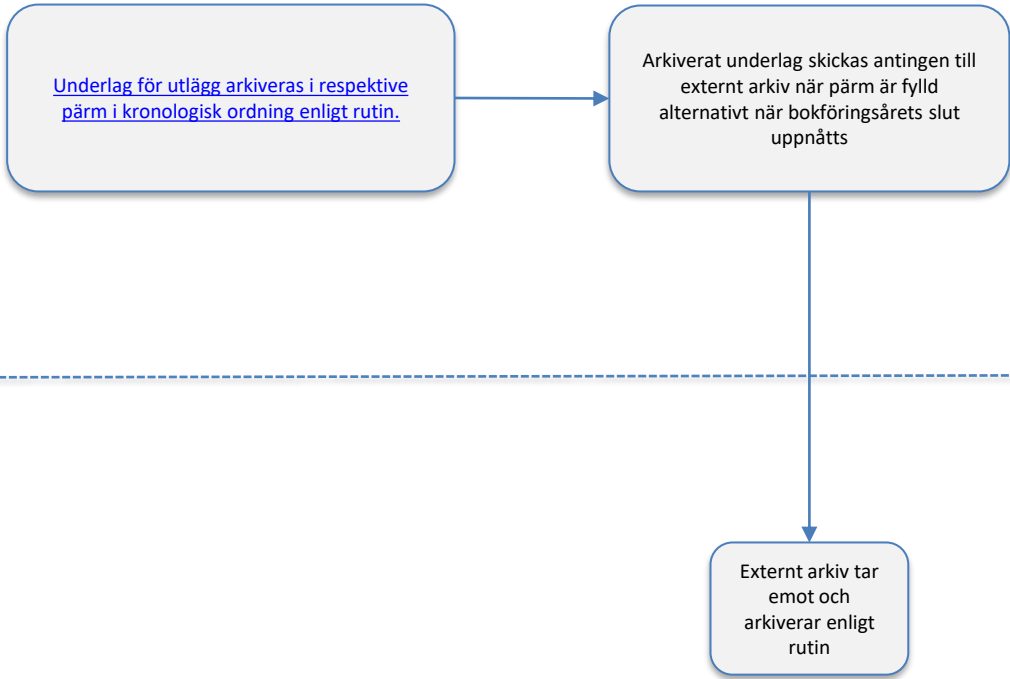 Underlag för utlägg arkiveras i respektive
pärm i kronologisk ordning enligt rutin.
Arkiverat underlag skickas antingen till
externt arkiv när pärm är fylld
alternativt när bokföringsårets slut
uppnåtts
Externt arkiv tar
emot och
arkiverar enligt
rutin